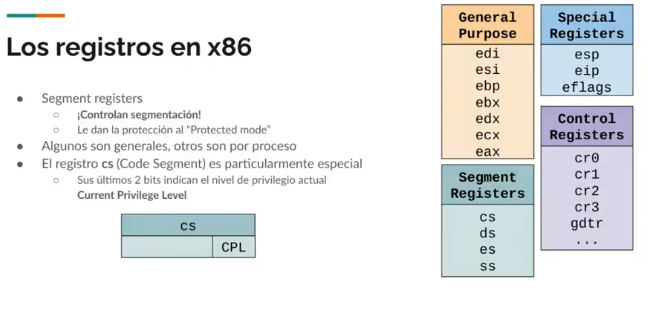 Los registros en x86
● Segment registers
○ ¡Controlan segmentación!
○ Le dan la protección al “Protected mode”
● Algunos son generales, otros son por proceso
● El registro cs (Code Segment) es particularmente especial
○ Sus últimos 2 bits indican el nivel de privilegio actual
Current Privilege Level
cs
CPL
General
Purpose
edi
esi
ebp
ebx
edx
ecx
eax
Segment
Registers
cs
ds
es
ss
Special
Registers
esp
eip
eflags
Control
Registers
cr0
cr1
cr2
cr3
gdtr
...